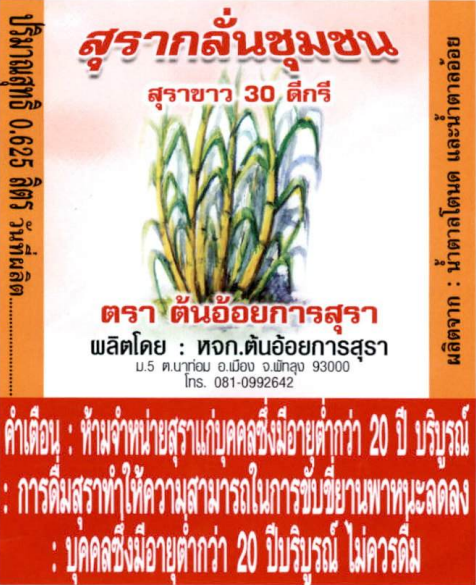 สุรากลั่นชุมชน
สุราขาว 30 ดีกรี
ปริมาณสุทธิ 0.625 ลิตร วันที่ผลิต....................
ผลิตจาก : น้ำตาลโตนด และน้ำตาลอ้อย
ตรา ต้นอ้อยการสุรา
ผลิตโดย : หจก.ต้นอ้อยการสุรา
ม.5 ต.นาท่อม อ.เมือง จ.พัทลุง 93000
โทร. 081-0992642
คำเตือน : ห้ามจำหน่ายสุราแก่บุคคลซึ่งมีอายุต่ำกว่า 20 ปี บริบูรณ์
: การดื่มสุราทำให้ความสามารถในการขับขี่ยานพาหนะลดลง
: บุคคลซึ่งมีอายุต่ำกว่า 20 ปีบริบูรณ์ ไม่ควรดื่ม